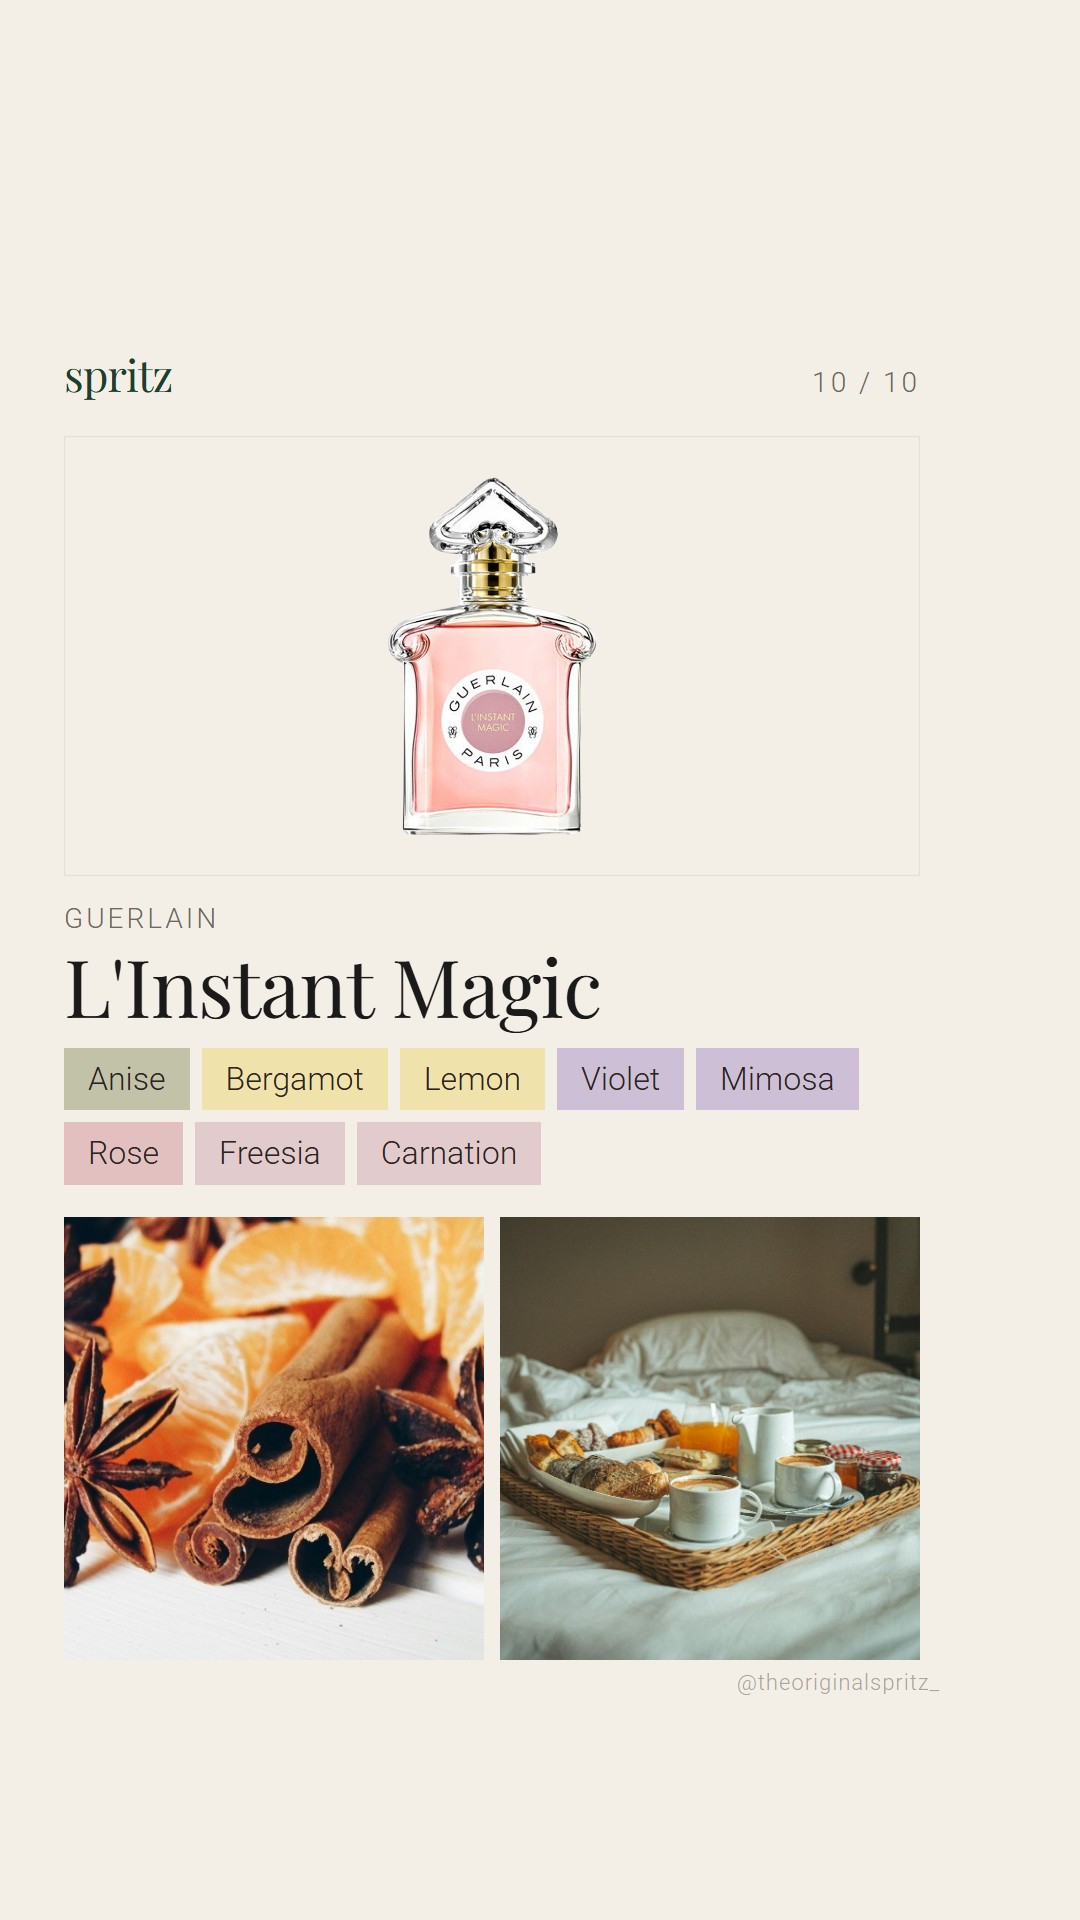 spritz
10 / 10
GUERLAIN
L'INSTANT
MAGIC
PARIS
GUERLAIN
L'Instant Magic
Anise Bergamot Lemon Violet Mimosa
Rose Freesia Carnation
@theoriginalspritz_